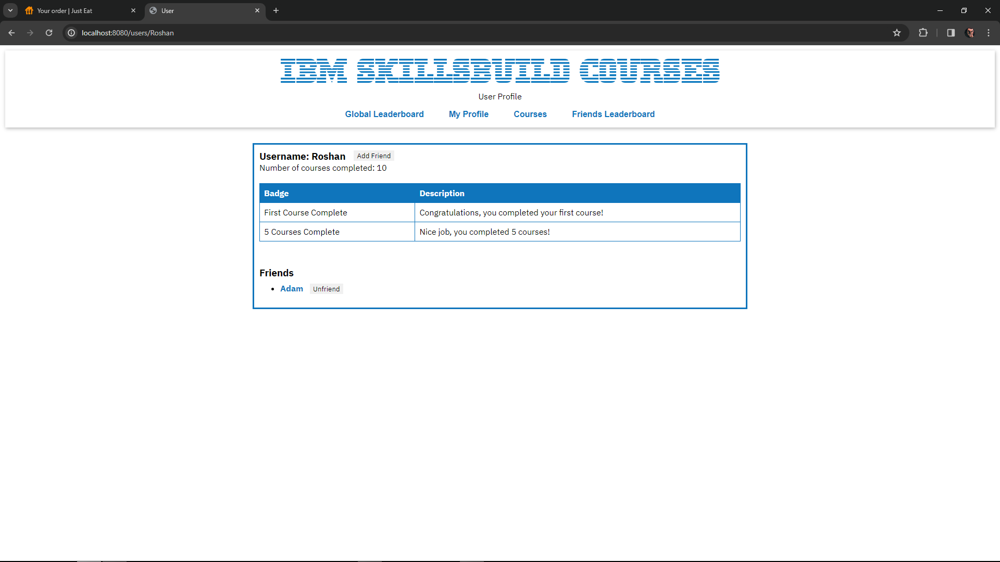 Your order | Just Eat
User
localhost:8080/users/Roshan
IBM SKILLSBUILD COURSES
User Profile
Global Leaderboard My Profile Courses Friends Leaderboard
Username: Roshan Add Friend
Number of courses completed: 10
Badge Description
First Course Complete Congratulations, you completed your first course!
5 Courses Complete Nice job, you completed 5 courses!
Friends
• Adam Unfriend